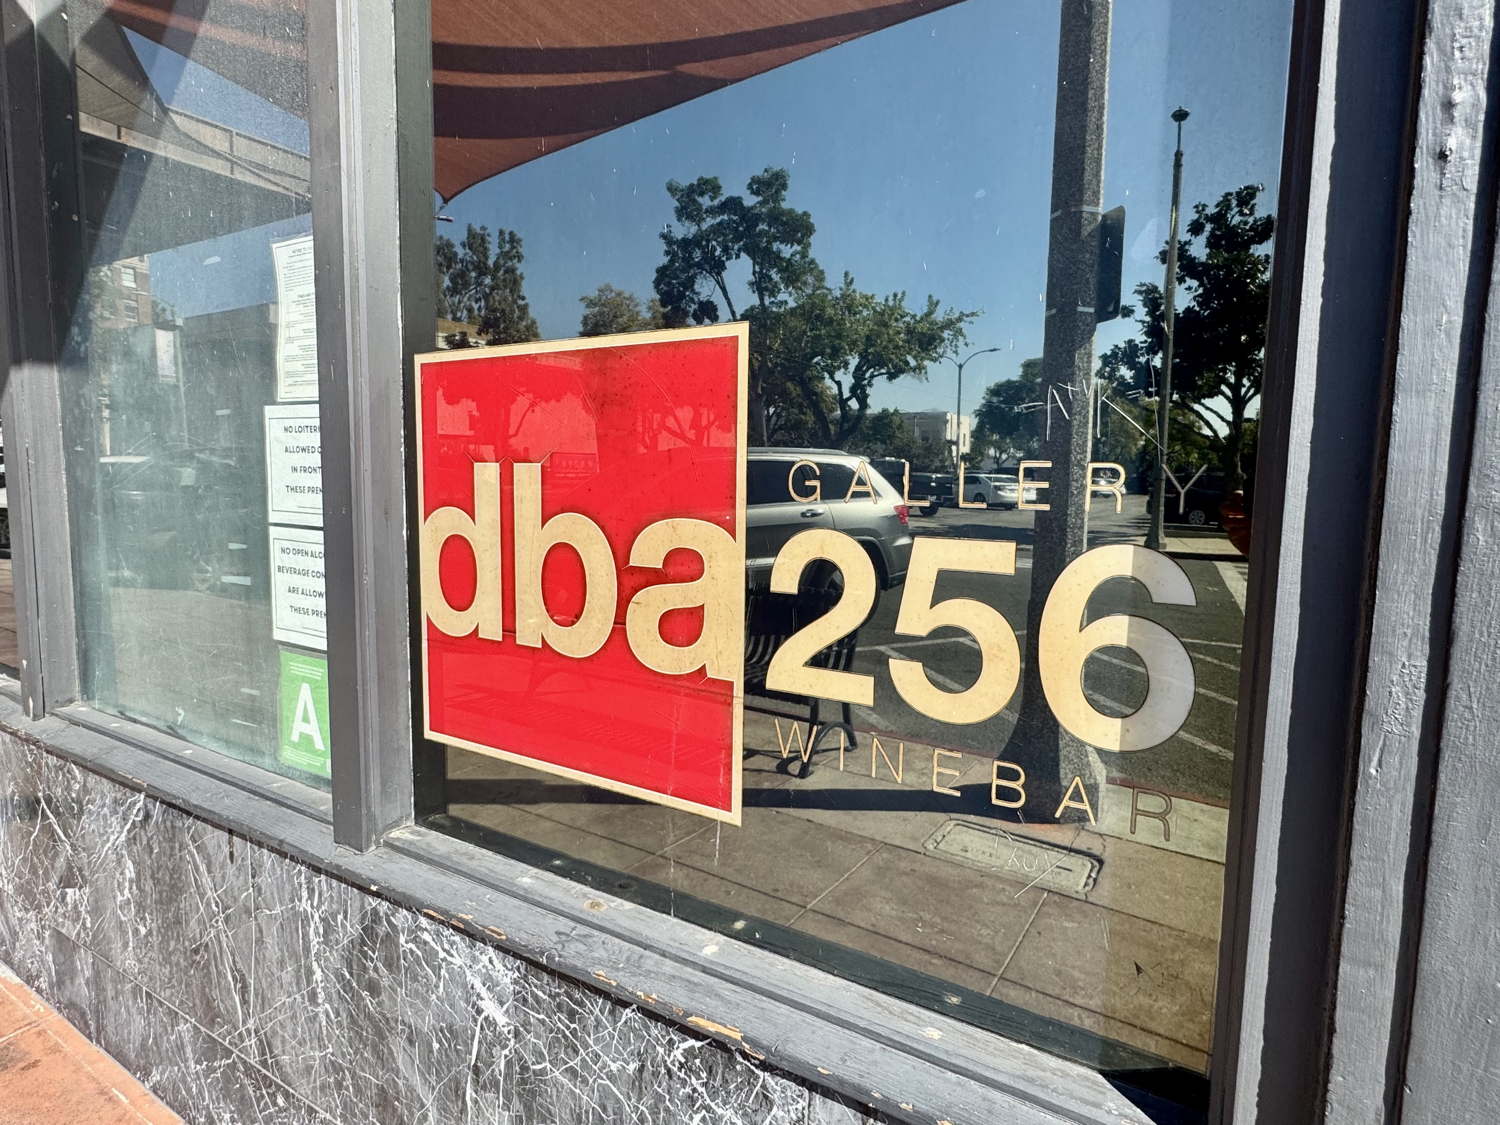 NO LOITERI
ALLOWED O
IN FRONT
THESE PREM
NO OPEN ALCO
BEVERAGE CON
ARE ALLOW
THESE PREM
A
dba
GALLERY
256
WINEBAR